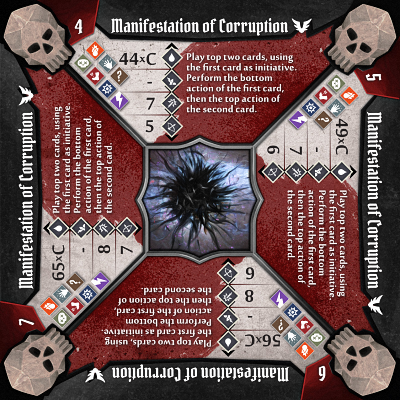 4
Manifestation of Corruption
44xC
-
7
5
Play top two cards, using
the first card as initiative.
Perform the bottom
action of the first card,
then the top action of
the second card.
5
Manifestation of Corruption
49xC
-
7
6
Play top two cards, using
the first card as initiative.
Perform the bottom
action of the first card,
then the top action of
the second card.
6
Manifestation of Corruption
56xC
-
8
6
Play top two cards, using
the first card as initiative.
Perform the bottom
action of the first card,
then the top action of
the second card.
7
Manifestation of Corruption
65xC
-
8
7
Play top two cards, using
the first card as initiative.
Perform the bottom
action of the first card,
then the top action of
the second card.